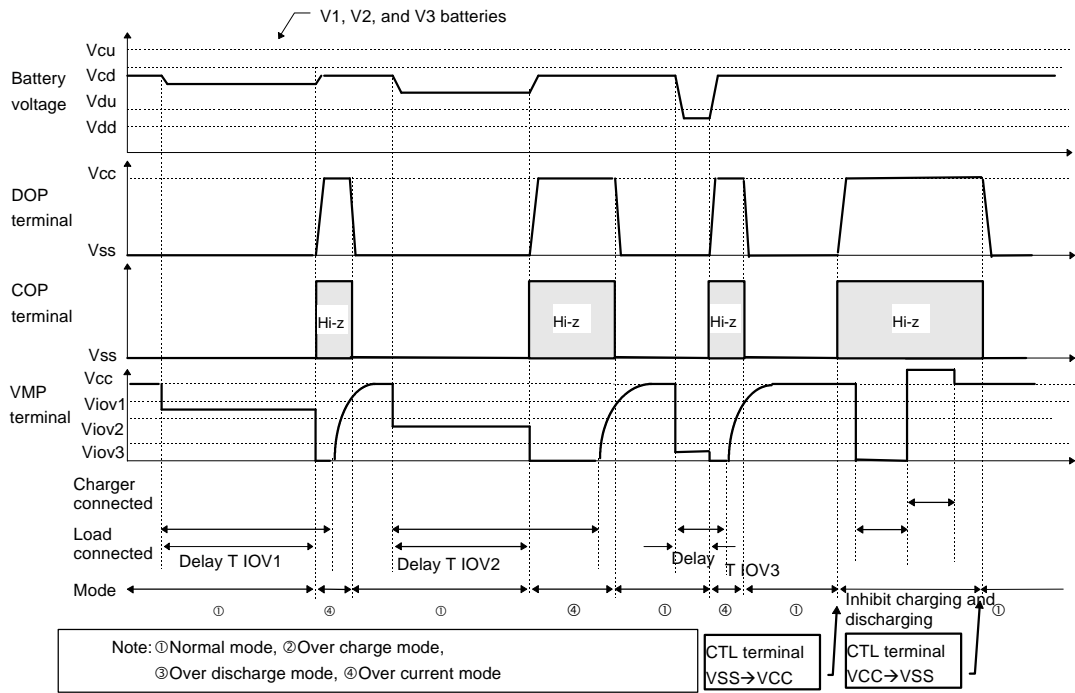 V1, V2, and V3 batteries
Vcu
Battery
voltage
Vcd
Vdu
Vdd
DOP
terminal
Vcc
Vss
COP
terminal
Hi-z
Hi-z
Hi-z
Hi-z
Vss
VMP
terminal
Vcc
Viov1
Viov2
Viov3
Charger
connected
Load
connected
Delay T IOV1
Delay T IOV2
Delay
T IOV3
Mode
① ④ ① ④ ① ④ ①
Inhibit charging and
discharging
①
Note: ①Normal mode, ②Over charge mode,
③Over discharge mode, ④Over current mode
CTL terminal
VSS→VCC
CTL terminal
VCC→VSS